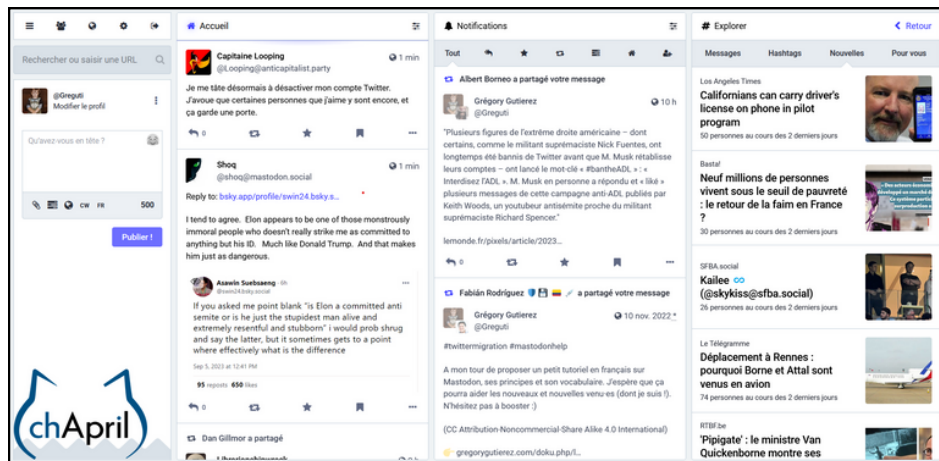 Rechercher ou saisir une URL
@Greguti
Modifier le profil
Qu'avez-vous en tête ?
CW FR 500
Publier !
chApril
Accueil
Capitaine Looping
1 min
@Looping@anticapitalist.party
Je me tâte désormais à désactiver mon compte Twitter.
J'avoue que certaines personnes que j'aime y sont encore, et
ça garde une porte.
0
Shoq
1 min
@shoq@mastodon.social
Reply to: bsky.app/profile/swin24.bsky.s...
I tend to agree. Elon appears to be one of those monstrously
immoral people who doesn't really strike me as committed to
anything but his ID. Much like Donald Trump. And that makes
him just as dangerous.
Asawin Suebsaeng · 6h
@swin24.bsky.social
If you asked me point blank "is Elon a committed anti
semite or is he just the stupidest man alive and
extremely resentful and stubborn" i would prob shrug
and say the latter, but it sometimes gets to a point
where effectively what is the difference
Sep 5, 2023 at 12:41 PM
95 reposts 650 likes
0
Dan Gillmor a partagé
Notifications
Tout
Albert Borneo a partagé votre message
Grégory Gutierez
10 h
@Greguti
"Plusieurs figures de l'extrême droite américaine – dont
certains, comme le militant suprémaciste Nick Fuentes, ont
longtemps été bannis de Twitter avant que M. Musk rétablisse
leurs comptes – ont lancé le mot-clé « #bantheADL » : «
Interdisez l'ADL ». M. Musk en personne a répondu et « liké »
plusieurs messages de cette campagne anti-ADL publiés par
Keith Woods, un youtubeur antisémite proche du militant
suprémaciste Richard Spencer."
lemonde.fr/pixels/article/2023...
0
Fabián Rodríguez a partagé votre message
Grégory Gutierez
10 nov. 2022 *
@Greguti
#twittermigration #mastodonhelp
A mon tour de proposer un petit tutoriel en français sur
Mastodon, ses principes et son vocabulaire. J'espère que ça
pourra aider les nouveaux et nouvelles venu·es (dont je suis !).
N'hésitez pas à booster :)
(CC Attribution-Noncommercial-Share Alike 4.0 International)
gregorygutierez.com/doku.php/l...
# Explorer
Retour
Messages Hashtags Nouvelles Pour vous
Los Angeles Times
Californians can carry driver's
license on phone in pilot
program
50 personnes au cours des 2 derniers jours
Basta!
Neuf millions de personnes
vivent sous le seuil de pauvreté
: le retour de la faim en France
?
30 personnes au cours des 2 derniers jours
SFBA.social
Kailee
(@skykiss@sfba.social)
26 personnes au cours des 2 derniers jours
Le Télégramme
Déplacement à Rennes :
pourquoi Borne et Attal sont
venus en avion
74 personnes au cours des 2 derniers jours
RTBF.be
'Pipigate' : le ministre Van
Quickenborne montre ses